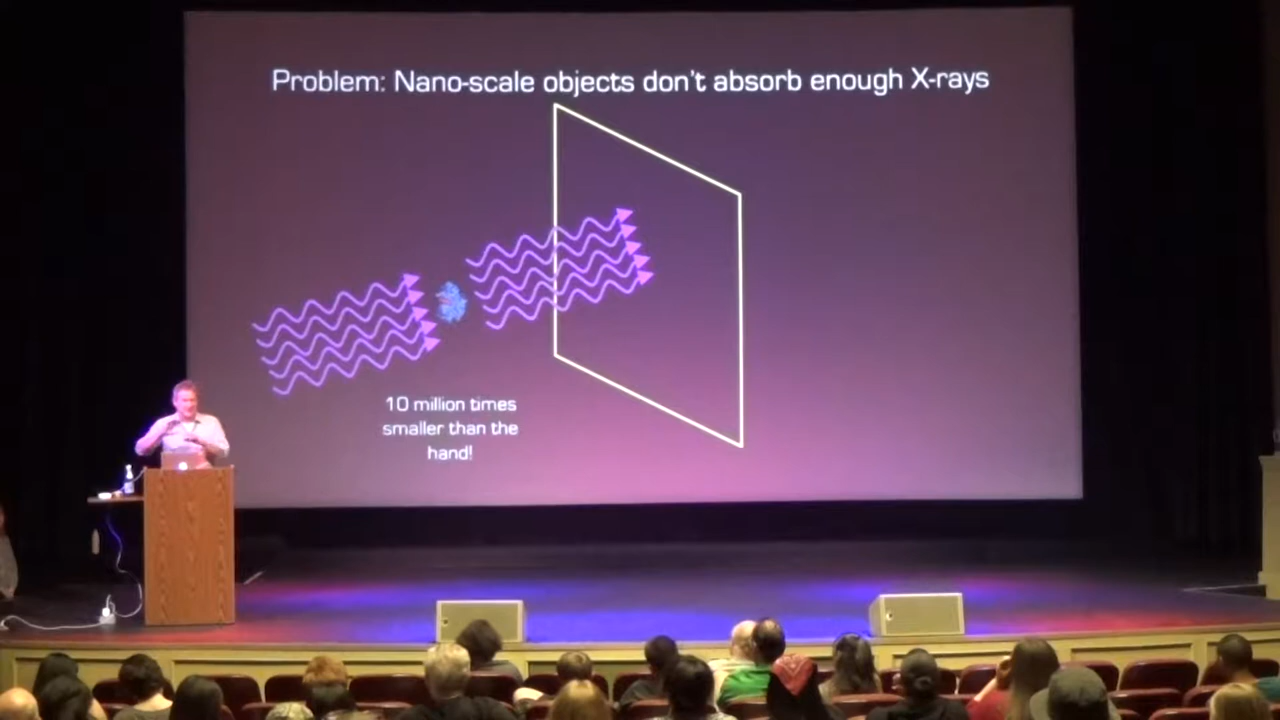 Problem: Nano-scale objects don't absorb enough X-rays
10 million times
smaller than the
hand!